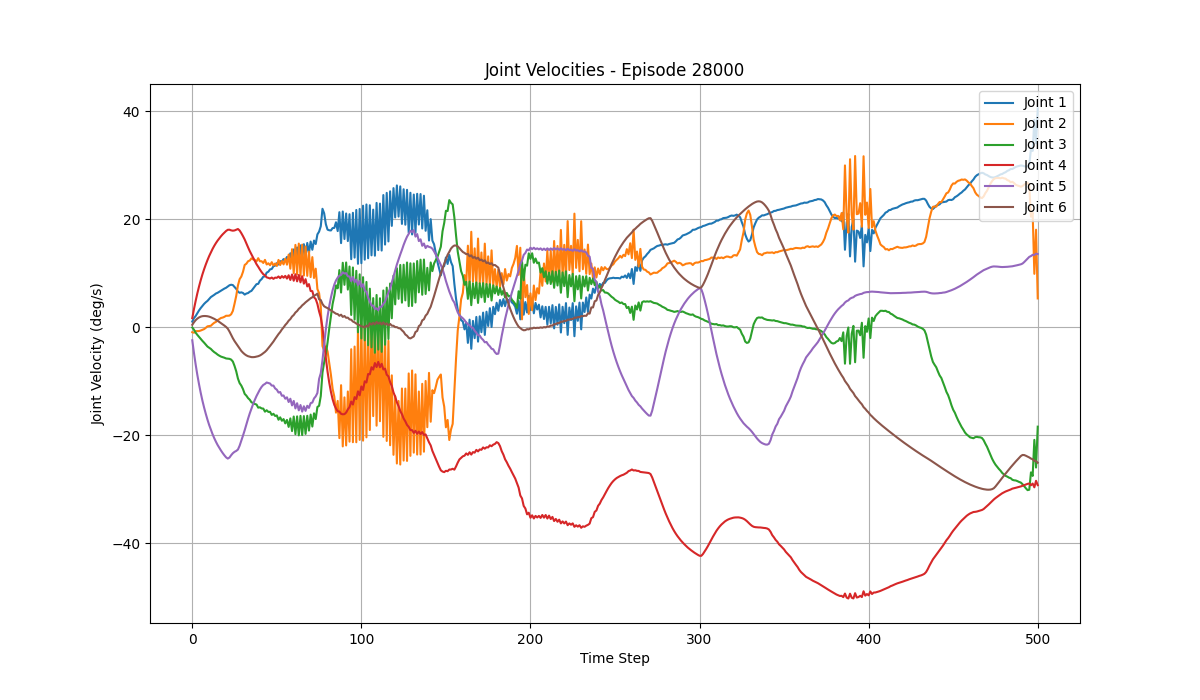 Joint Velocities - Episode 28000
Joint Velocity (deg/s)
40
20
0
−20
−40
0
100
200
300
400
500
Time Step
Joint 1
Joint 2
Joint 3
Joint 4
Joint 5
Joint 6